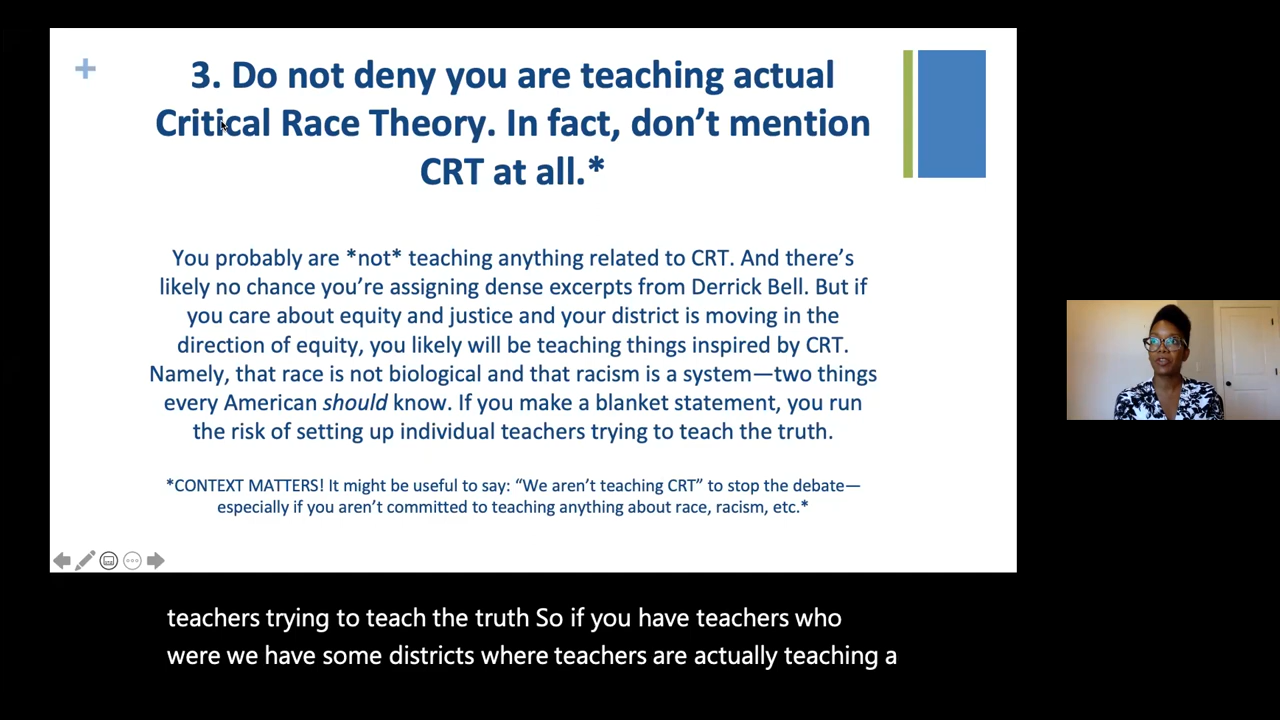 3. Do not deny you are teaching actual
Critical Race Theory. In fact, don’t mention
CRT at all.*
You probably are *not* teaching anything related to CRT. And there’s
likely no chance you’re assigning dense excerpts from Derrick Bell. But if
you care about equity and justice and your district is moving in the
direction of equity, you likely will be teaching things inspired by CRT.
Namely, that race is not biological and that racism is a system—two things
every American should know. If you make a blanket statement, you run
the risk of setting up individual teachers trying to teach the truth.
*CONTEXT MATTERS! It might be useful to say: “We aren’t teaching CRT” to stop the debate—
especially if you aren’t committed to teaching anything about race, racism, etc.*
teachers trying to teach the truth So if you have teachers who
were we have some districts where teachers are actually teaching a